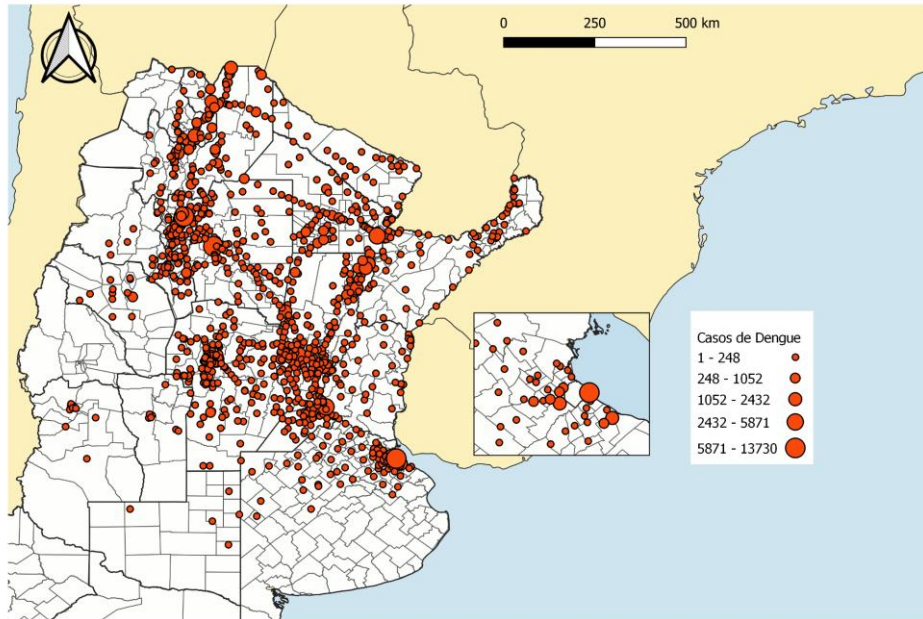 0 250 500 km
Casos de Dengue
1 - 248
248 - 1052
1052 - 2432
2432 - 5871
5871 - 13730